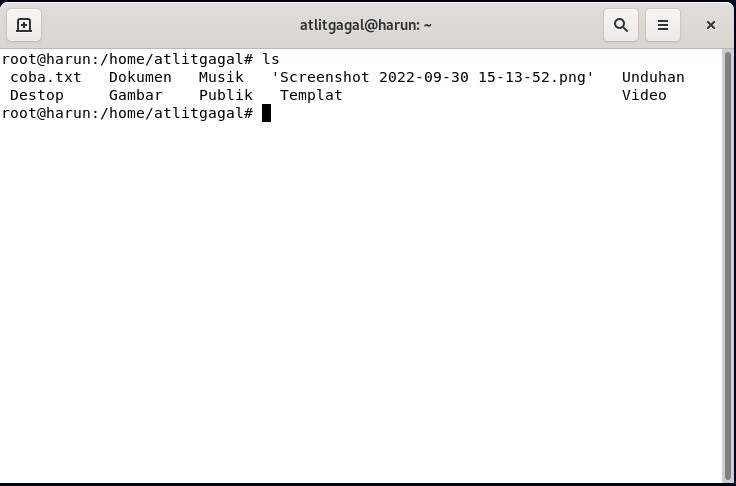 atlitgagal@harun: ~
root@harun:/home/atlitgagal# ls
 coba.txt   Dokumen   Musik   'Screenshot 2022-09-30 15-13-52.png'   Unduhan
 Destop     Gambar    Publik   Templat                               Video
root@harun:/home/atlitgagal#